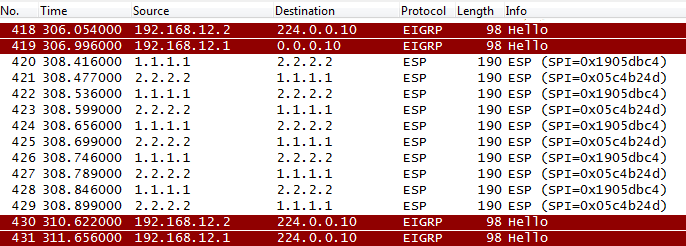 No. Time Source Destination Protocol Length Info
418 306.054000 192.168.12.2 224.0.0.10 EIGRP 98 Hello
419 306.996000 192.168.12.1 0.0.0.10 EIGRP 98 Hello
420 308.416000 1.1.1.1 2.2.2.2 ESP 190 ESP (SPI=0x1905dbc4)
421 308.477000 2.2.2.2 1.1.1.1 ESP 190 ESP (SPI=0x05c4b24d)
422 308.536000 1.1.1.1 2.2.2.2 ESP 190 ESP (SPI=0x1905dbc4)
423 308.599000 2.2.2.2 1.1.1.1 ESP 190 ESP (SPI=0x05c4b24d)
424 308.656000 1.1.1.1 2.2.2.2 ESP 190 ESP (SPI=0x1905dbc4)
425 308.699000 2.2.2.2 1.1.1.1 ESP 190 ESP (SPI=0x05c4b24d)
426 308.746000 1.1.1.1 2.2.2.2 ESP 190 ESP (SPI=0x1905dbc4)
427 308.789000 2.2.2.2 1.1.1.1 ESP 190 ESP (SPI=0x05c4b24d)
428 308.846000 1.1.1.1 2.2.2.2 ESP 190 ESP (SPI=0x1905dbc4)
429 308.899000 2.2.2.2 1.1.1.1 ESP 190 ESP (SPI=0x05c4b24d)
430 310.622000 192.168.12.2 224.0.0.10 EIGRP 98 Hello
431 311.656000 192.168.12.1 224.0.0.10 EIGRP 98 Hello